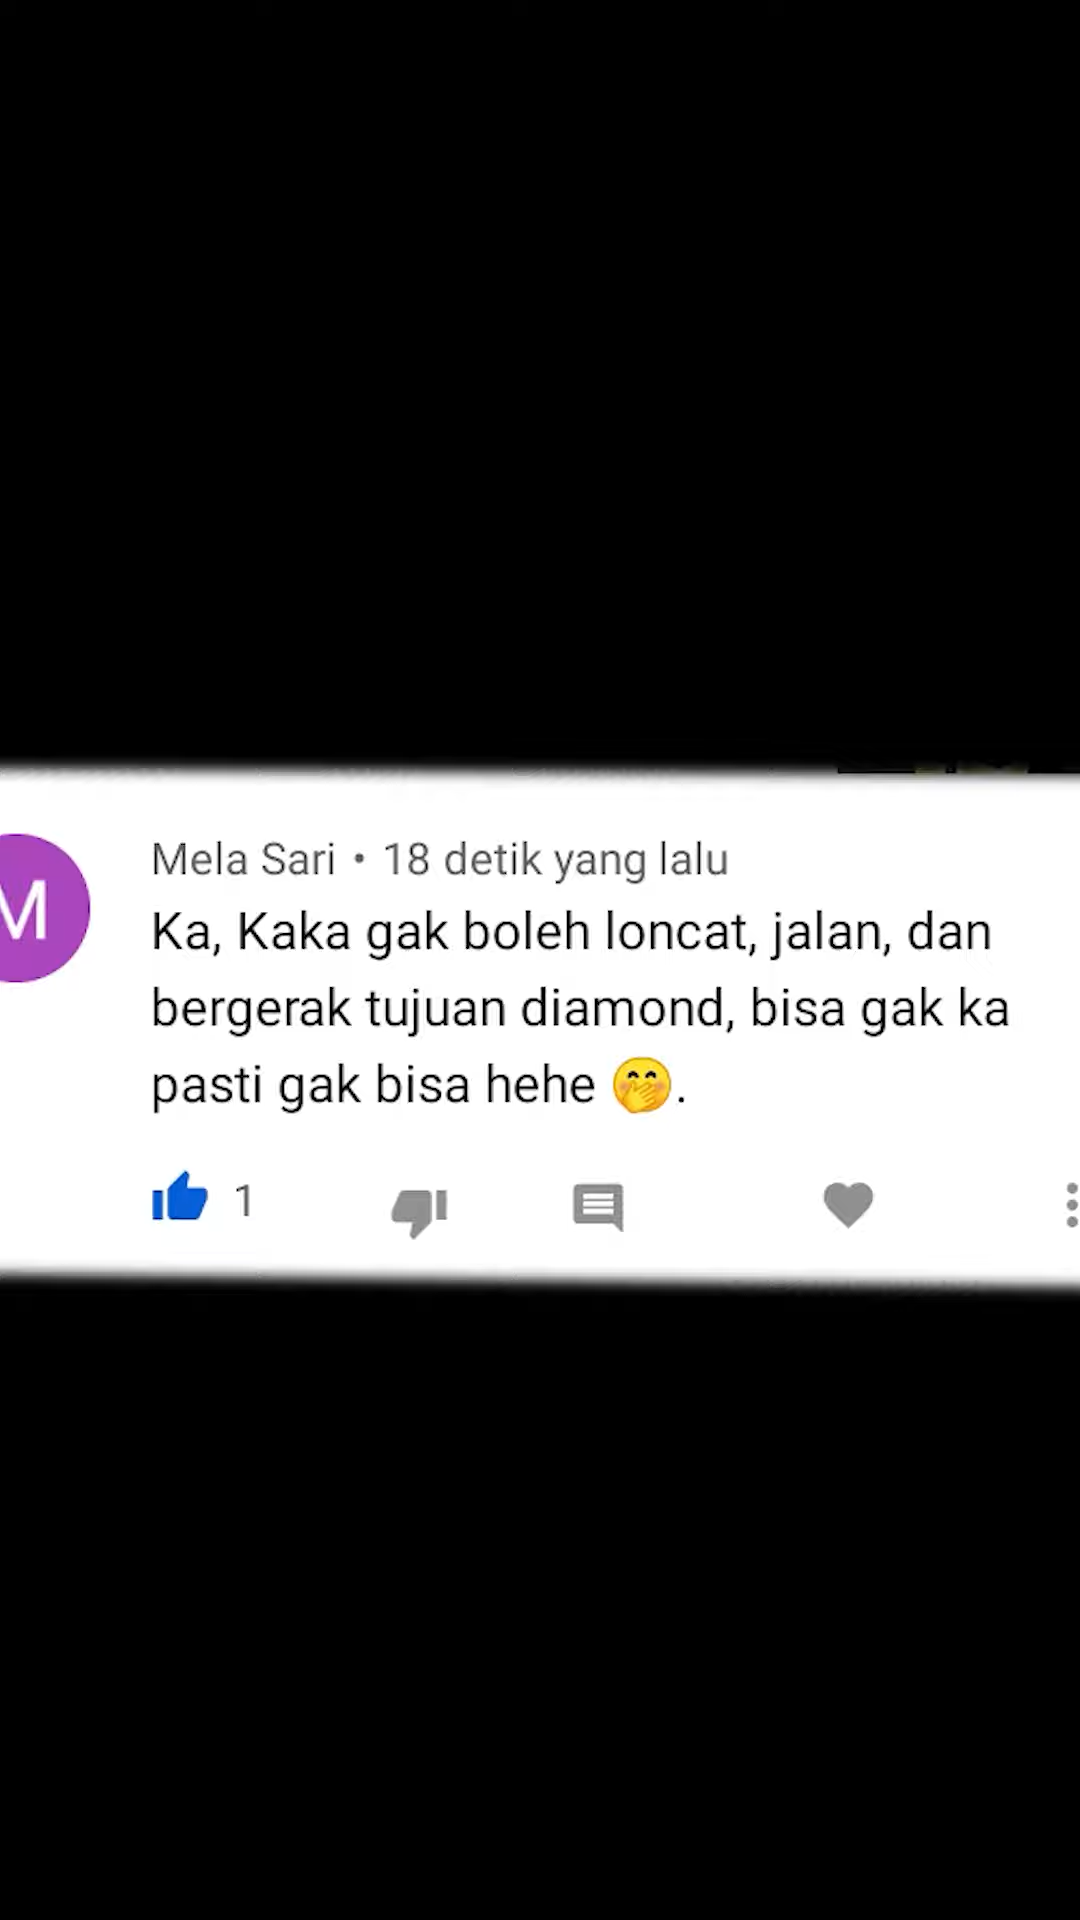 M
Mela Sari • 18 detik yang lalu
Ka, Kaka gak boleh loncat, jalan, dan
bergerak tujuan diamond, bisa gak ka
pasti gak bisa hehe 🤭.
1